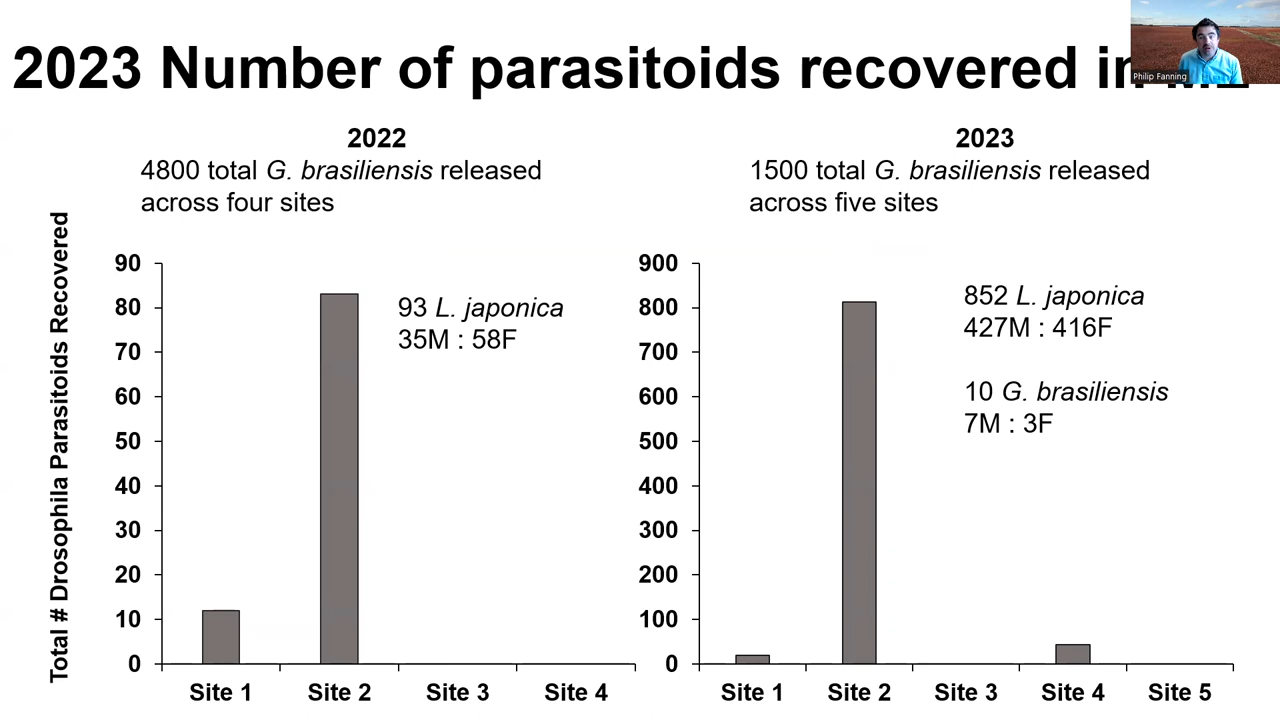 2023 Number of parasitoids recovered in
Philip Fanning
2022
4800 total G. brasiliensis released
across four sites
2023
1500 total G. brasiliensis released
across five sites
Total # Drosophila Parasitoids Recovered
90
80
70
60
50
40
30
20
10
0
93 L. japonica
35M : 58F
Site 1 Site 2 Site 3 Site 4
900
800
700
600
500
400
300
200
100
0
852 L. japonica
427M : 416F
10 G. brasiliensis
7M : 3F
Site 1 Site 2 Site 3 Site 4 Site 5